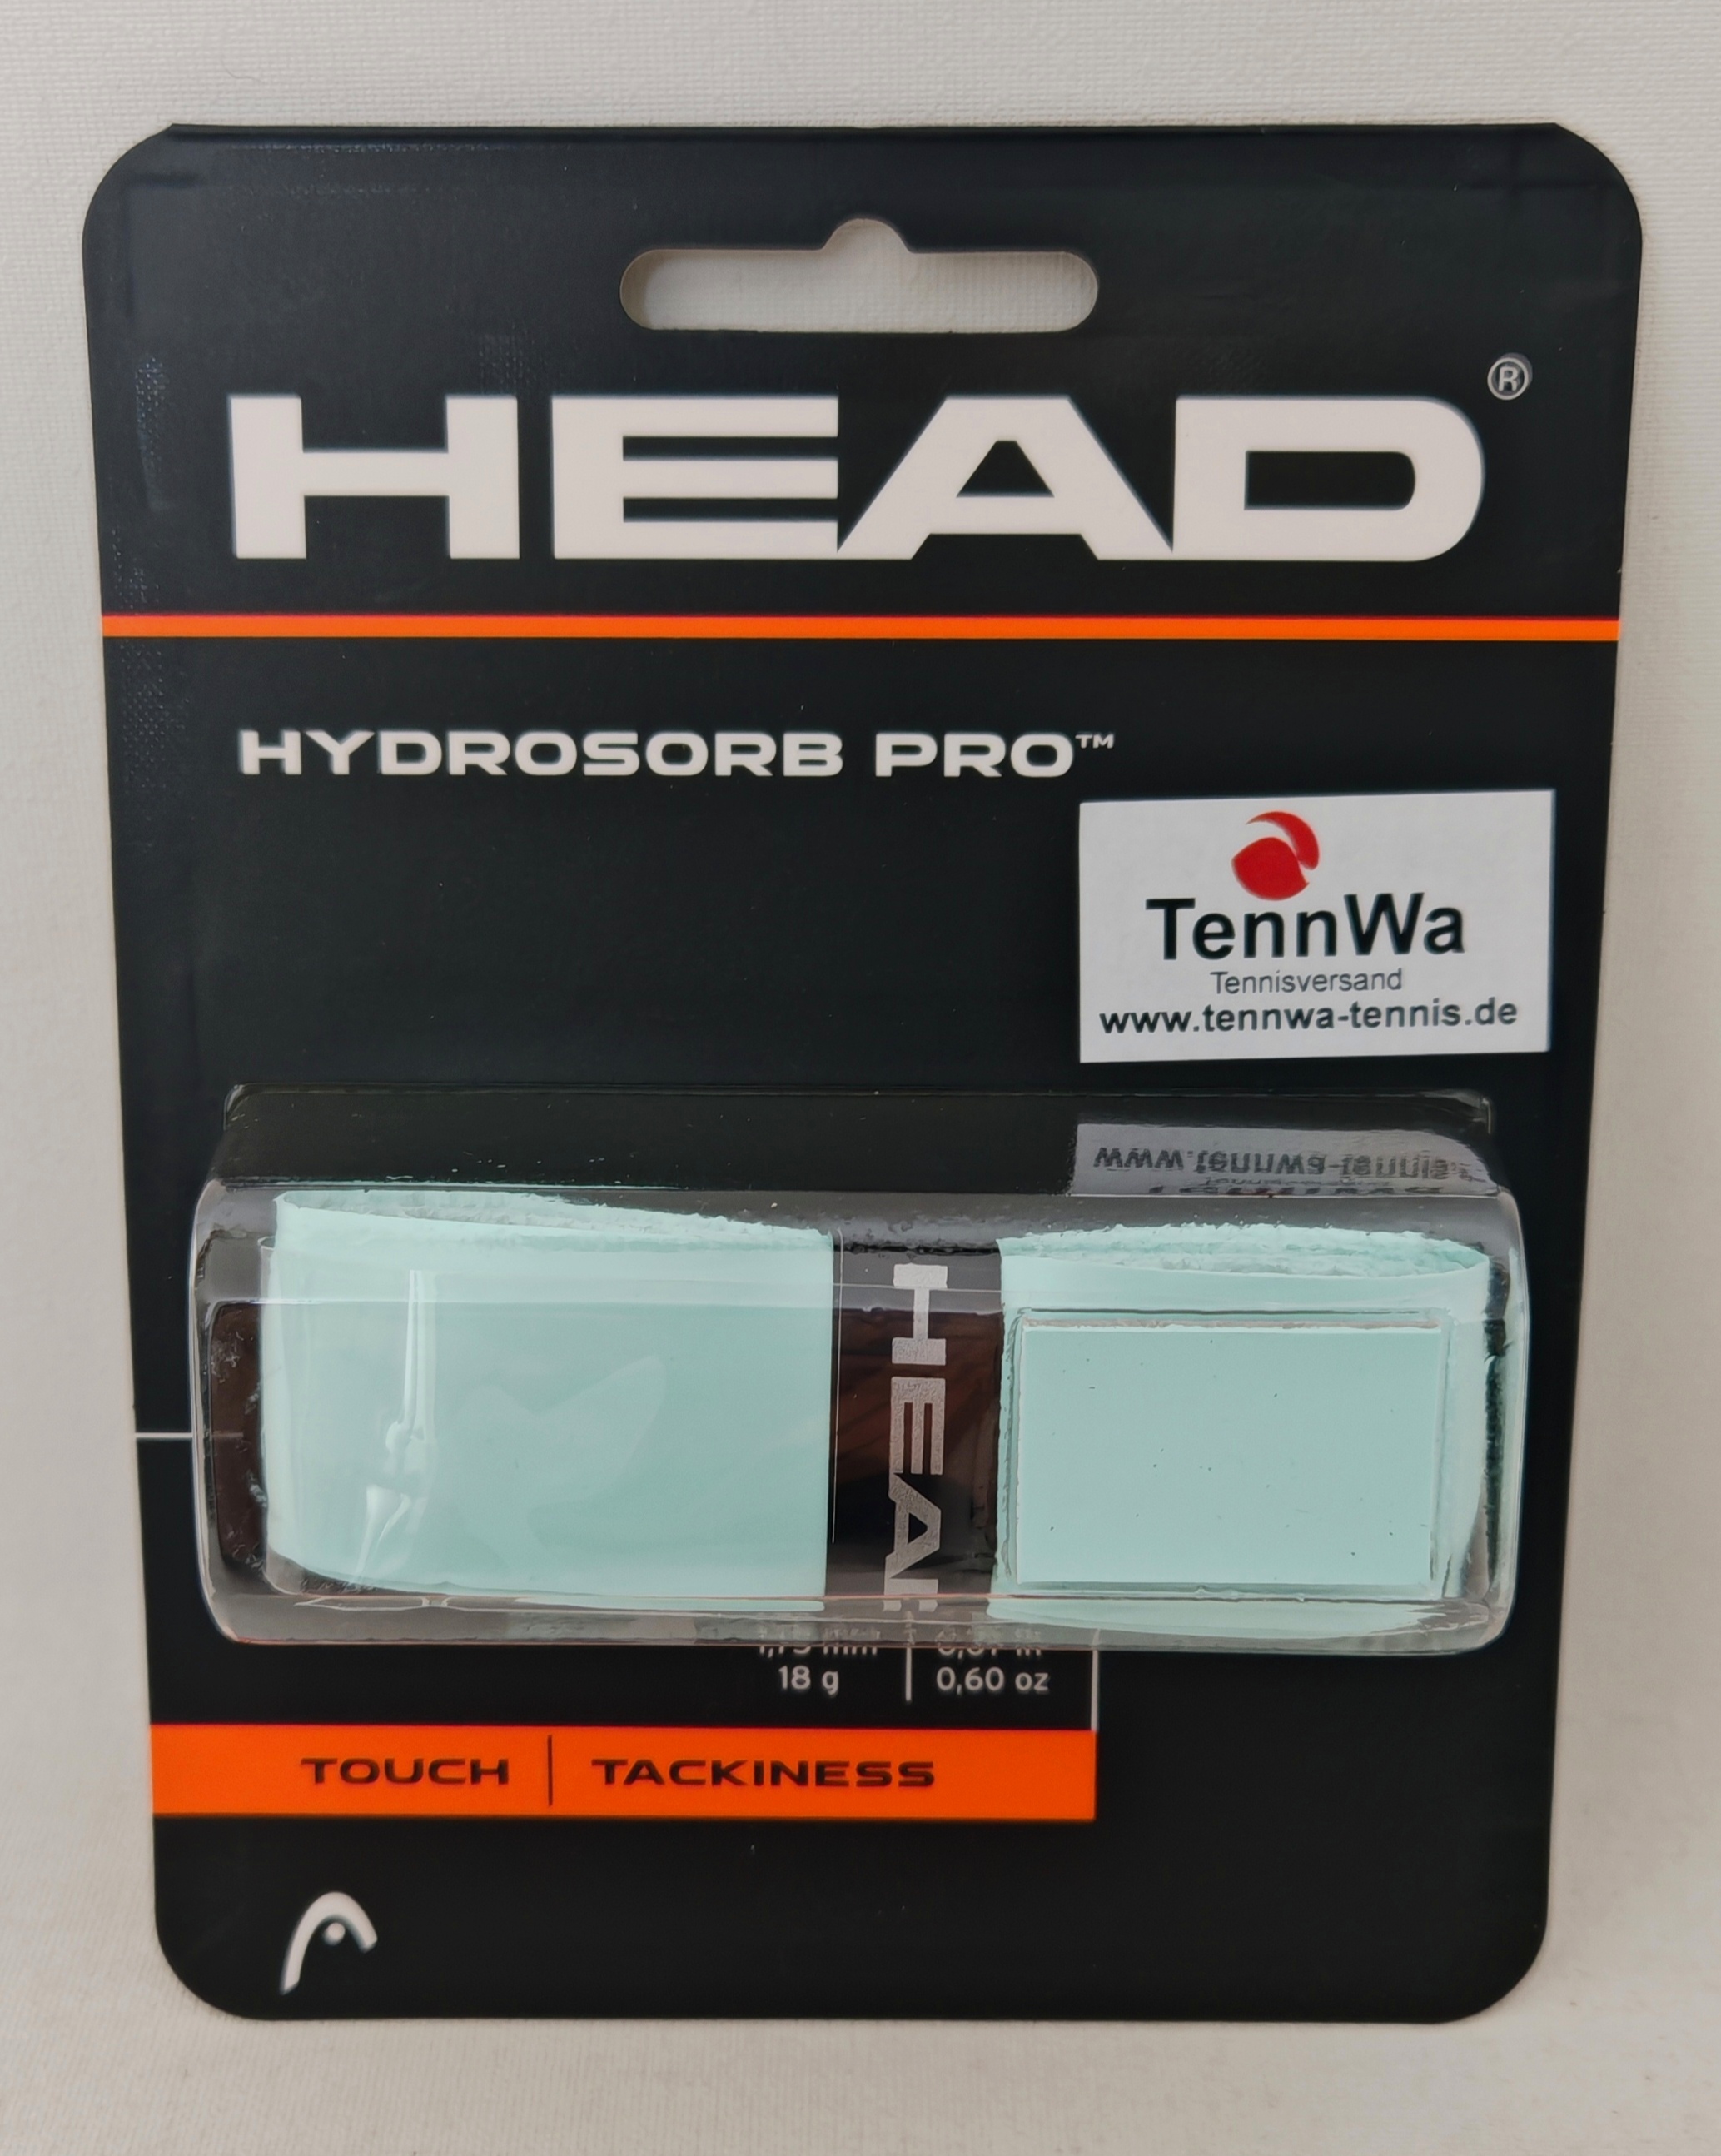 HEAD®
HYDROSORB PRO™
TennWa
Tennisversand
www.tennwa-tennis.de
HEAD
18 g | 0,60 oz
TOUCH | TACKINESS